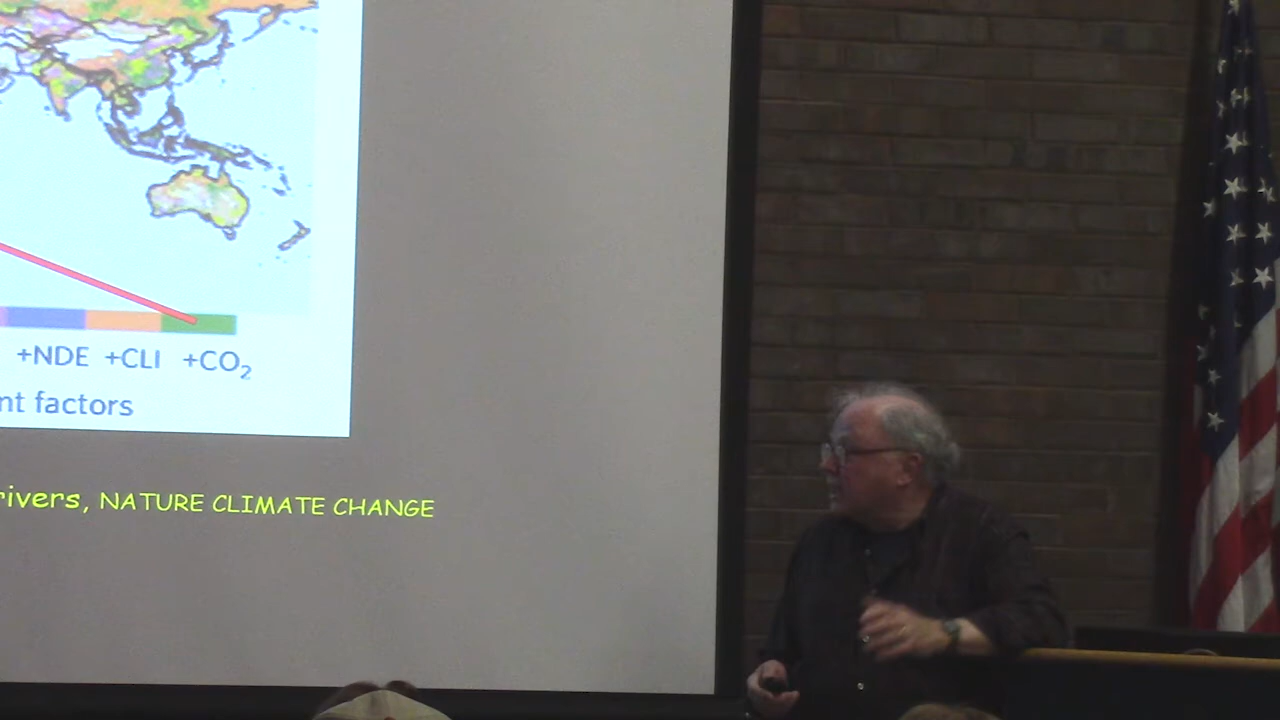 +NDE +CLI +CO₂
nt factors
rivers, NATURE CLIMATE CHANGE